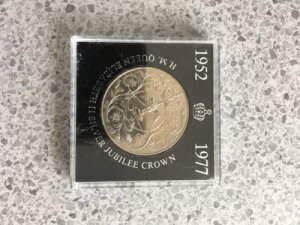 1952 1977
H.M. QUEEN ELIZABETH II SILVER JUBILEE CROWN